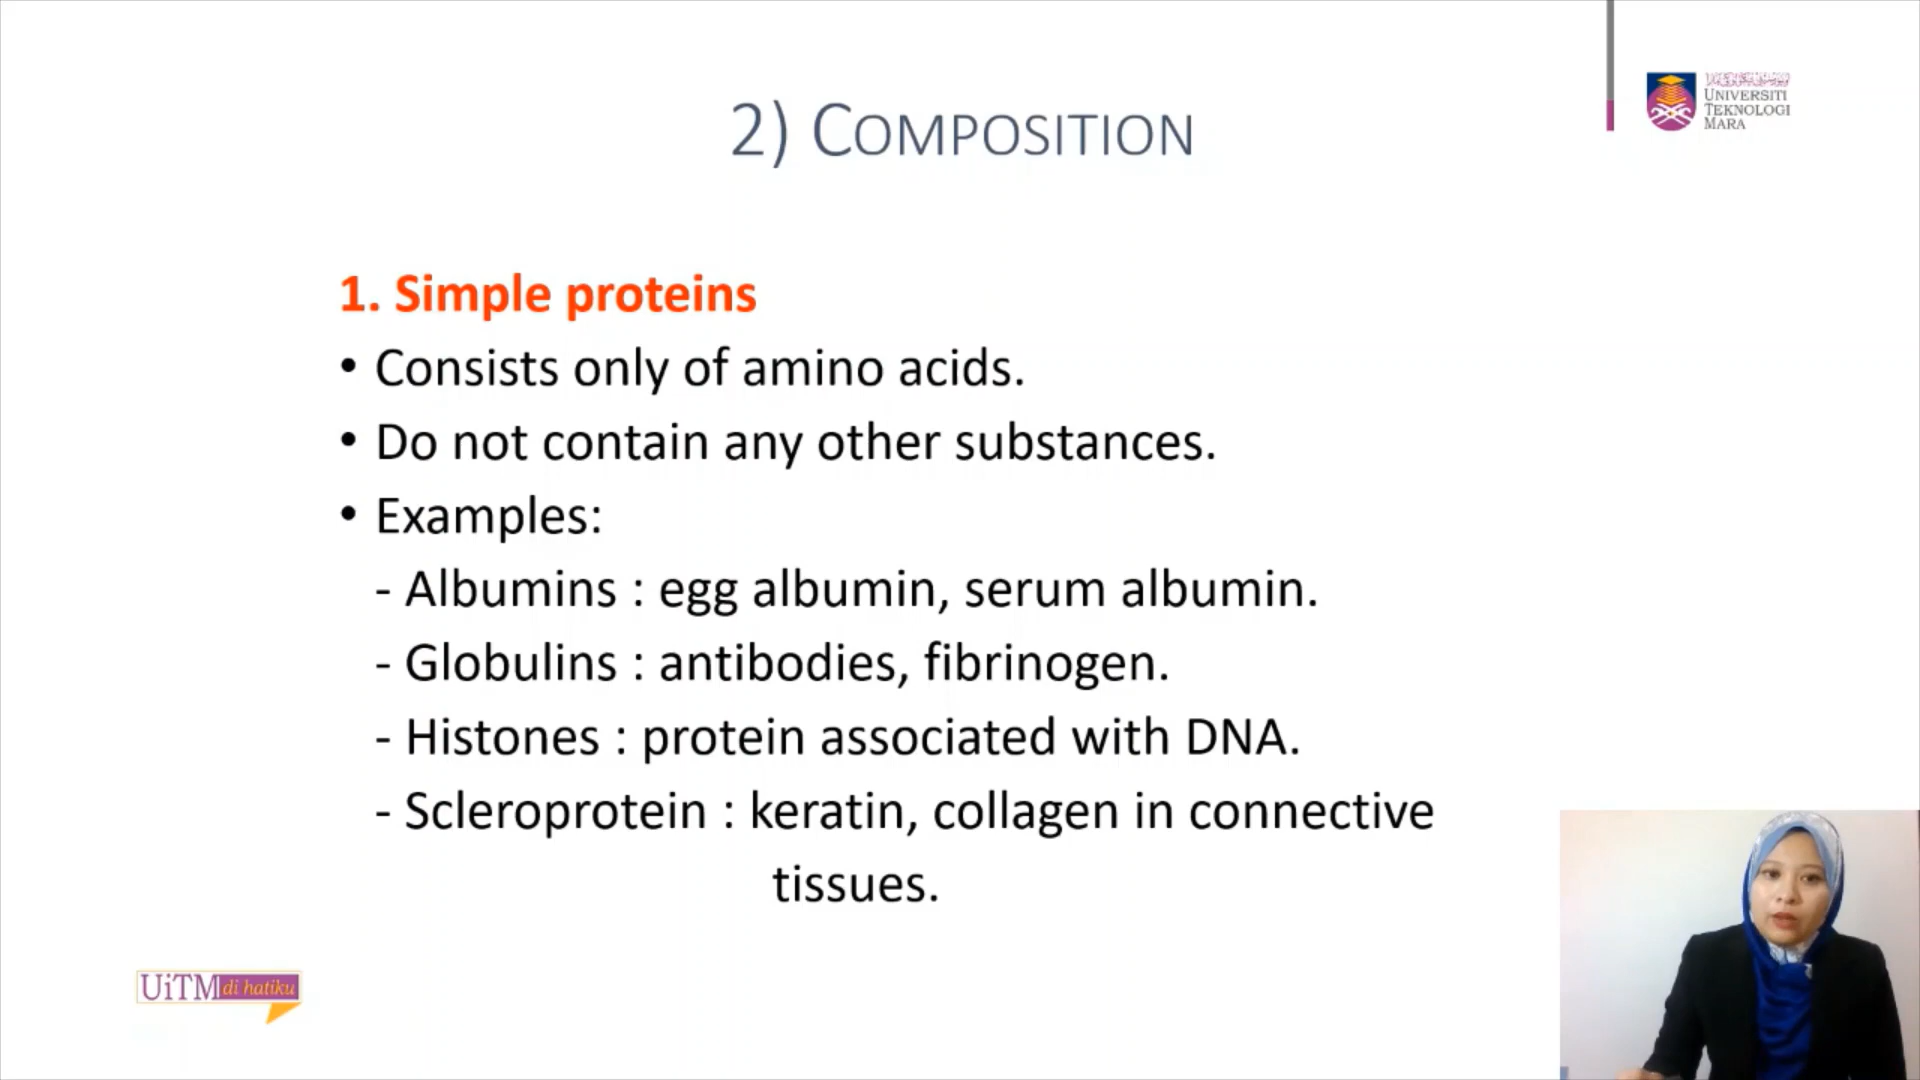 2) COMPOSITION
UNIVERSITI
TEKNOLOGI
MARA
1. Simple proteins
• Consists only of amino acids.
• Do not contain any other substances.
• Examples:
- Albumins : egg albumin, serum albumin.
- Globulins : antibodies, fibrinogen.
- Histones : protein associated with DNA.
- Scleroprotein : keratin, collagen in connective
tissues.
UiTM di hatiku